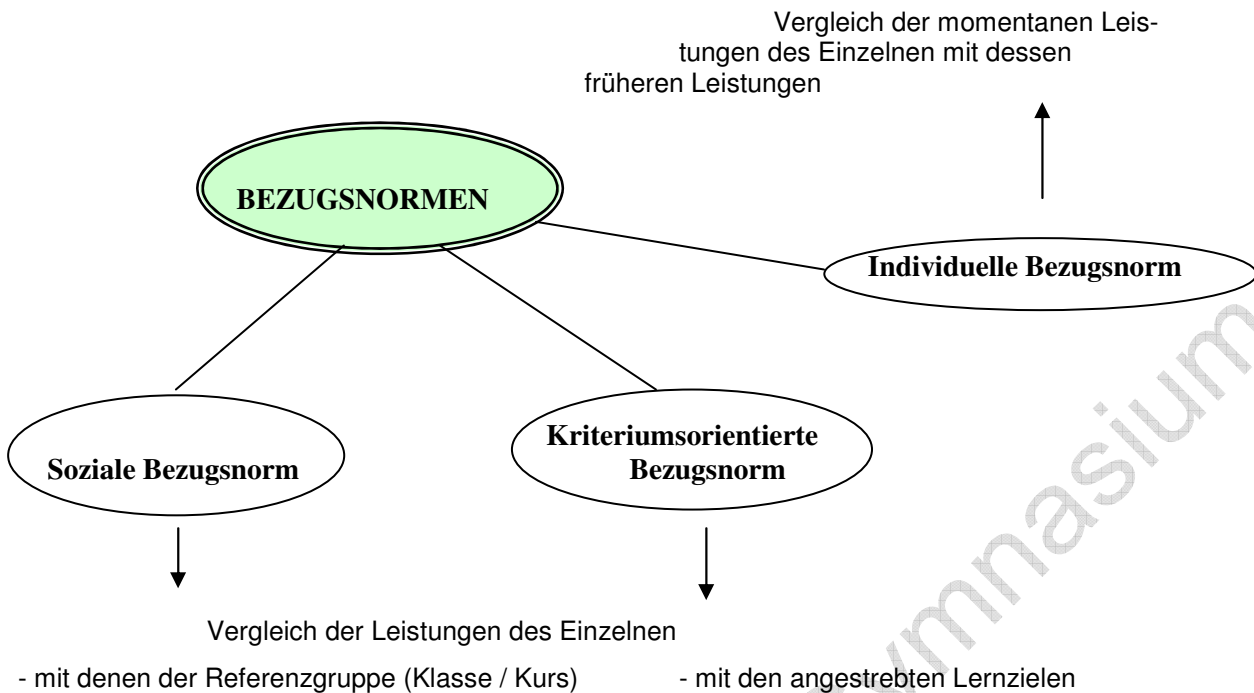 Vergleich der momentanen Leis-
tungen des Einzelnen mit dessen
früheren Leistungen
BEZUGSNORMEN
Individuelle Bezugsnorm
Kriteriumsorientierte
Bezugsnorm
Soziale Bezugsnorm
Vergleich der Leistungen des Einzelnen
- mit denen der Referenzgruppe (Klasse / Kurs)
- mit den angestrebten Lernzielen